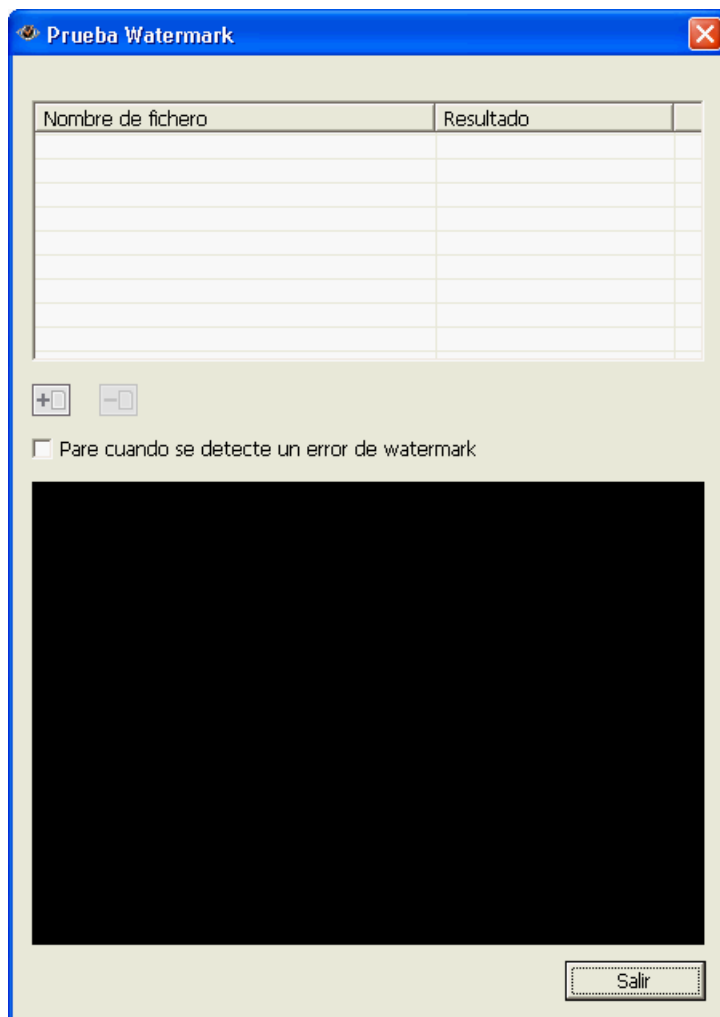 Prueba Watermark
Nombre de fichero Resultado
Pare cuando se detecte un error de watermark
Salir